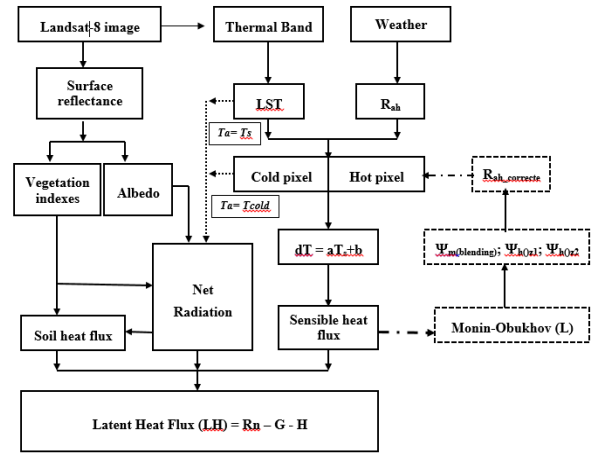 Landsat-8 image
Thermal Band
Weather
Surface
reflectance
LST
Rah
Ta= Ts
Vegetation
indexes
Albedo
Cold pixel
Hot pixel
Rah_correcte
Ta= Tcold
dT = aTs+b
Ψm(blending); Ψh()z1; Ψh()z2
Net
Radiation
Soil heat flux
Sensible heat
flux
Monin-Obukhov (L)
Latent Heat Flux (LH) = Rn – G - H